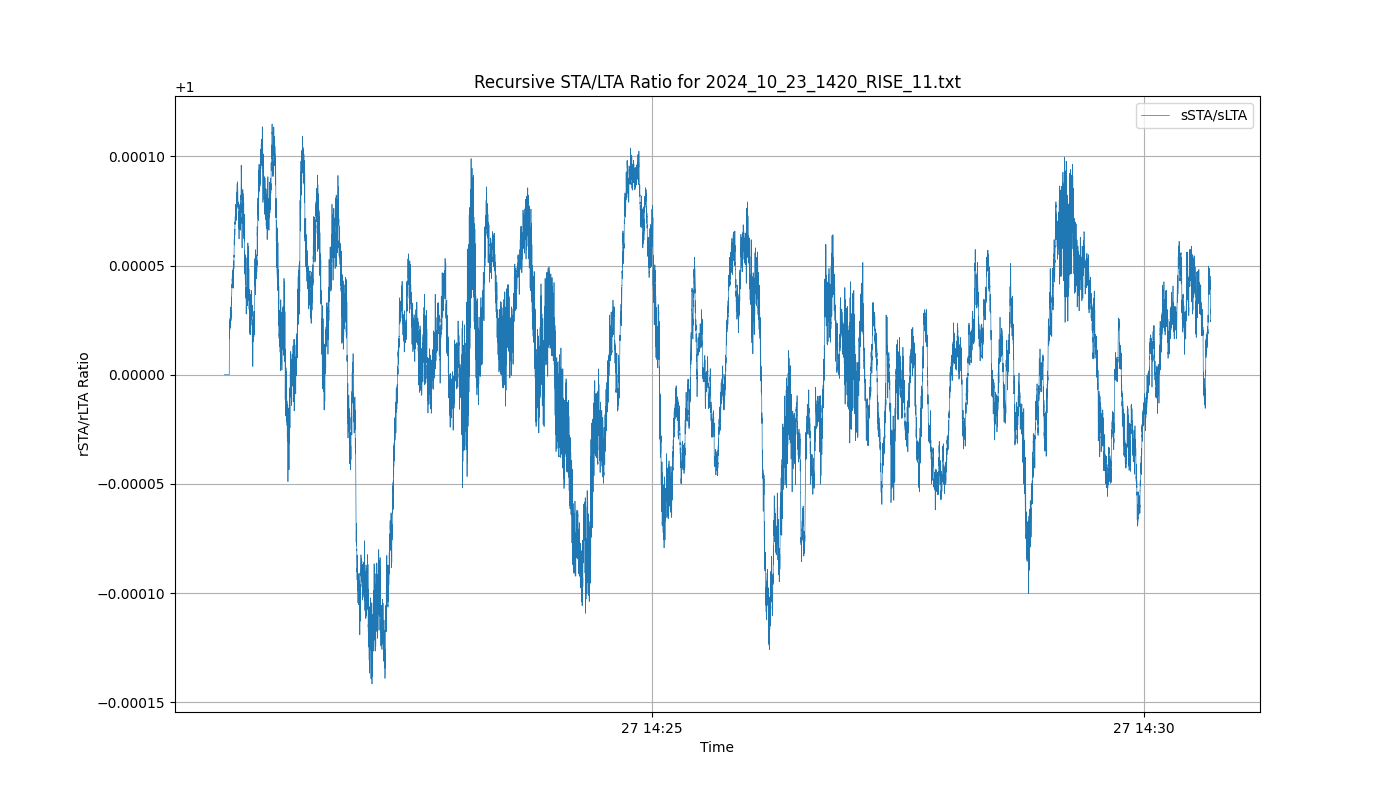 Recursive STA/LTA Ratio for 2024_10_23_1420_RISE_11.txt
+1
sSTA/sLTA
0.00010
0.00005
0.00000
−0.00005
−0.00010
−0.00015
rSTA/rLTA Ratio
27 14:25
27 14:30
Time